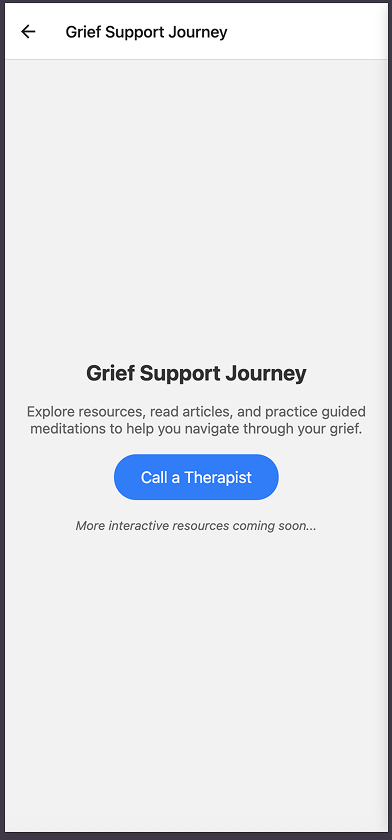 Grief Support Journey
Grief Support Journey
Explore resources, read articles, and practice guided
meditations to help you navigate through your grief.
Call a Therapist
More interactive resources coming soon...